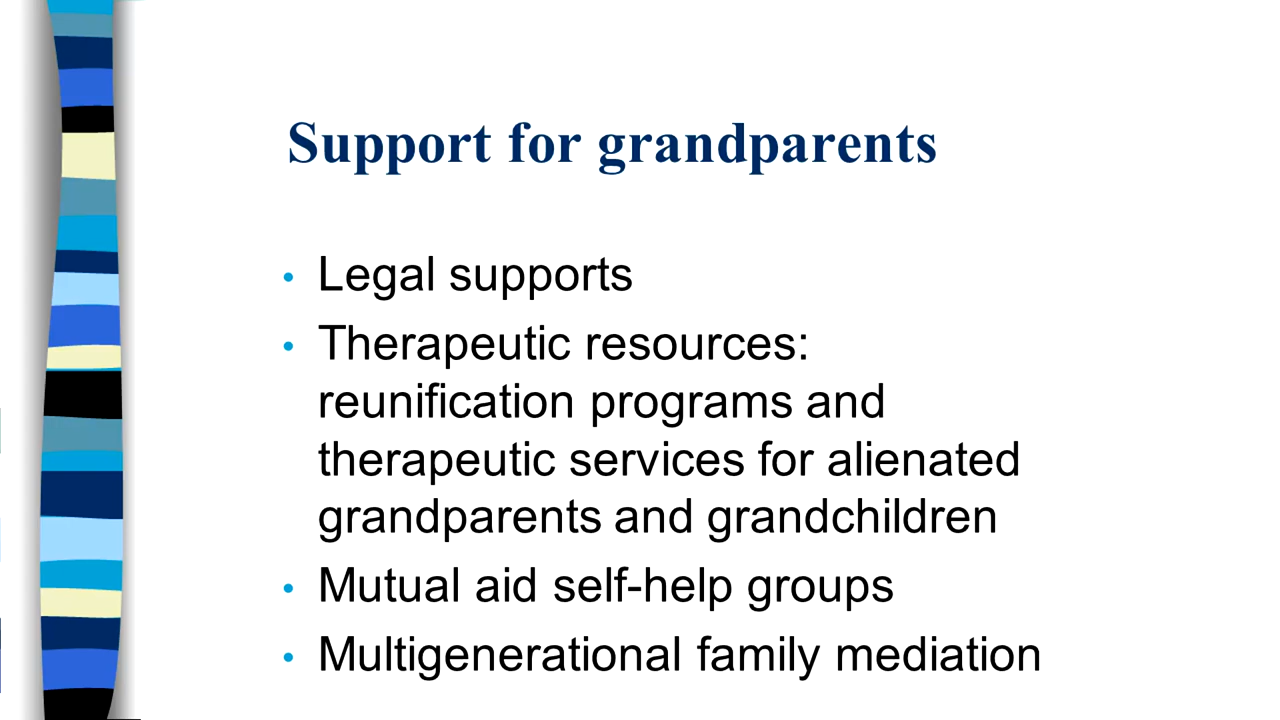 Support for grandparents
• Legal supports
• Therapeutic resources:
reunification programs and
therapeutic services for alienated
grandparents and grandchildren
• Mutual aid self-help groups
• Multigenerational family mediation